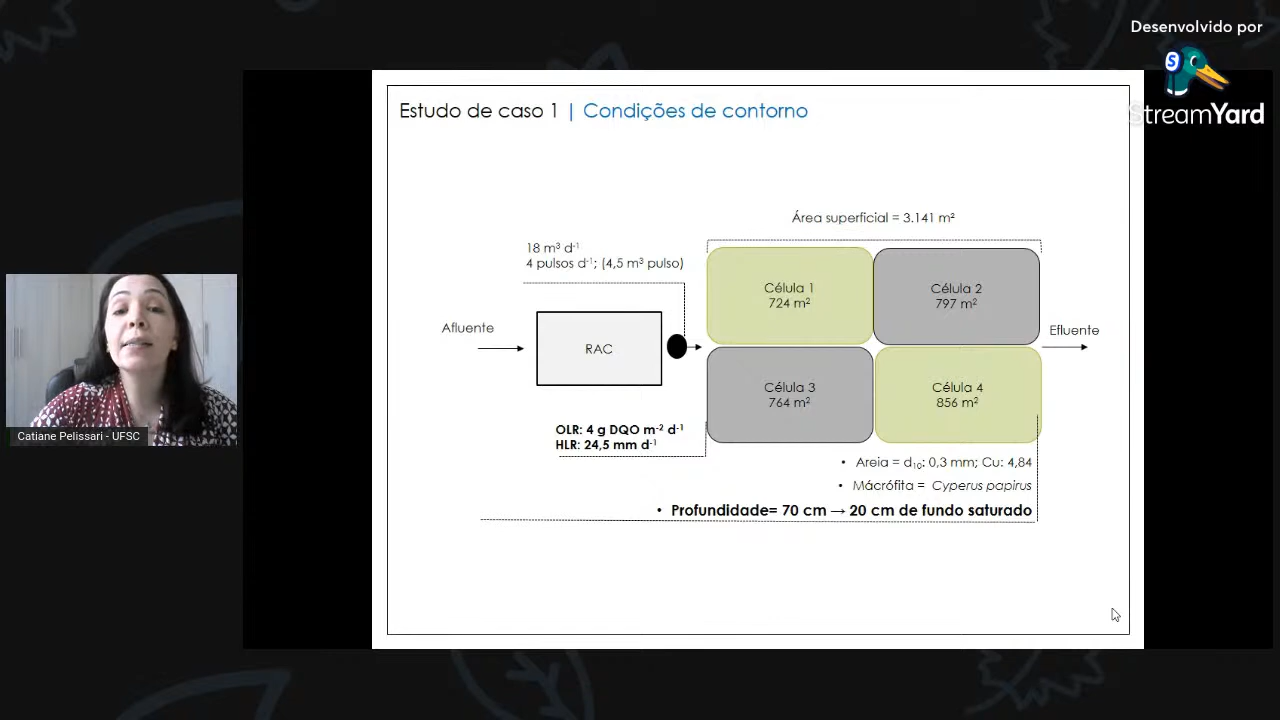 Desenvolvido por
StreamYard
Estudo de caso 1 | Condições de contorno
Área superficial = 3.141 m²
18 m³ d⁻¹
4 pulsos d⁻¹; (4,5 m³ pulso)
Célula 1
724 m²
Célula 2
797 m²
Afluente
RAC
Efluente
Célula 3
764 m²
Célula 4
856 m²
OLR: 4 g DQO m⁻² d⁻¹
HLR: 24,5 mm d⁻¹
• Areia = d₁₀: 0,3 mm; Cu: 4,84
• Mácrófita = Cyperus papirus
• Profundidade= 70 cm → 20 cm de fundo saturado
Catiane Pelissari - UFSC